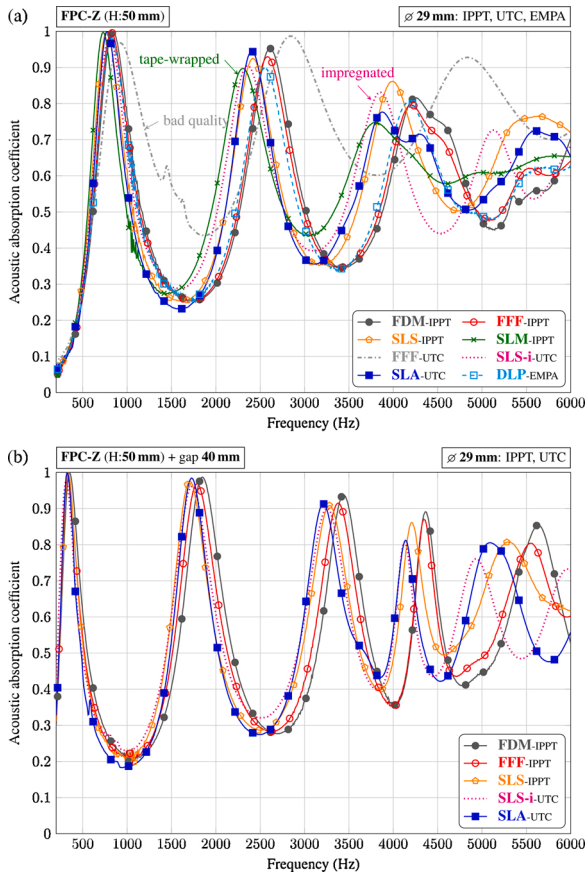 (a)
FPC-Z (H:50 mm)
⌀ 29 mm: IPPT, UTC, EMPA
1
0.9
0.8
0.7
0.6
0.5
0.4
0.3
0.2
0.1
0
Acoustic absorption coefficient
tape-wrapped
impregnated
bad quality
FDM-IPPT
FFF-IPPT
SLS-IPPT
SLM-IPPT
FFF-UTC
SLS-i-UTC
SLA-UTC
DLP-EMPA
500 1000 1500 2000 2500 3000 3500 4000 4500 5000 5500 6000
Frequency (Hz)
(b)
FPC-Z (H:50 mm) + gap 40 mm
⌀ 29 mm: IPPT, UTC
1
0.9
0.8
0.7
0.6
0.5
0.4
0.3
0.2
0.1
0
Acoustic absorption coefficient
FDM-IPPT
FFF-IPPT
SLS-IPPT
SLS-i-UTC
SLA-UTC
500 1000 1500 2000 2500 3000 3500 4000 4500 5000 5500 6000
Frequency (Hz)